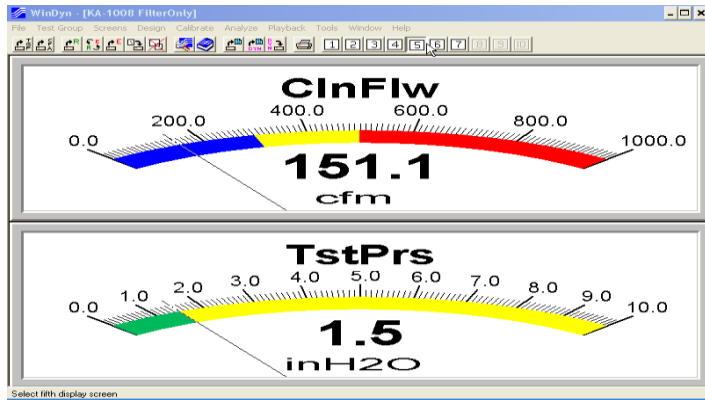 WinDyn - [KA-1008 FilterOnly]
File Test Group Screens Design Calibrate Analyze Playback Tools Window Help
1 2 3 4 5 6 7 8 9 10
ClnFlw
0.0 200.0 400.0 600.0 800.0 1000.0
151.1
cfm
TstPrs
0.0 1.0 2.0 3.0 4.0 5.0 6.0 7.0 8.0 9.0 10.0
1.5
inH2O
Select fifth display screen